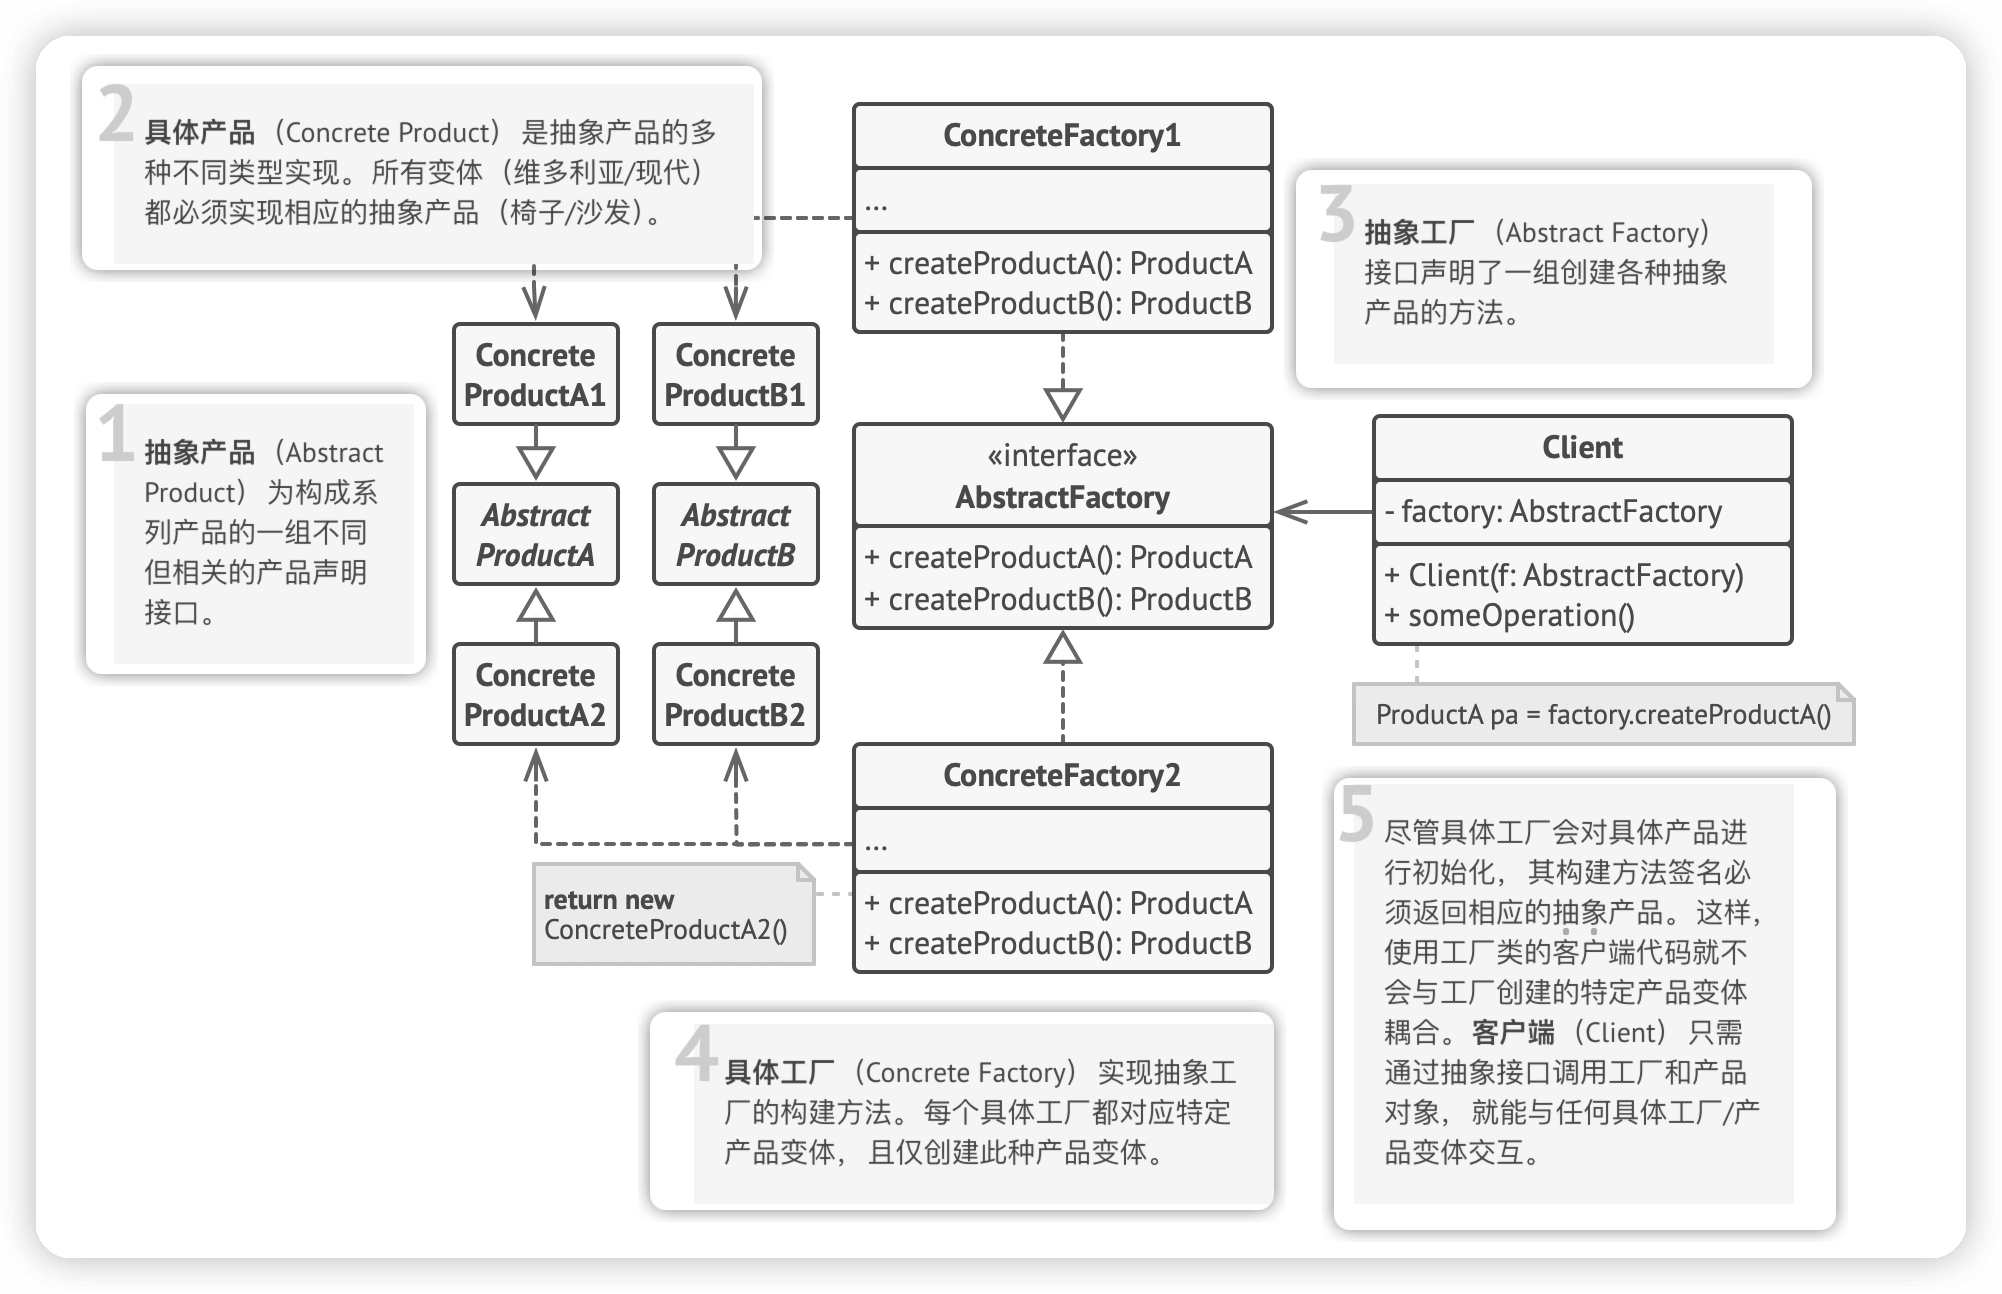 2
具体产品 （Concrete Product） 是抽象产品的多
种不同类型实现。 所有变体 （维多利亚/现代）
都必须实现相应的抽象产品 （椅子/沙发）。
ConcreteFactory1
...
+ createProductA(): ProductA
+ createProductB(): ProductB
3
抽象工厂 （Abstract Factory）
接口声明了一组创建各种抽象
产品的方法。
Concrete
ProductA1
Concrete
ProductB1
1
抽象产品 （Abstract
Product） 为构成系
列产品的一组不同
但相关的产品声明
接口。
Abstract
ProductA
Abstract
ProductB
«interface»
AbstractFactory
+ createProductA(): ProductA
+ createProductB(): ProductB
Client
- factory: AbstractFactory
+ Client(f: AbstractFactory)
+ someOperation()
ProductA pa = factory.createProductA()
Concrete
ProductA2
Concrete
ProductB2
ConcreteFactory2
...
+ createProductA(): ProductA
+ createProductB(): ProductB
return new
ConcreteProductA2()
4
具体工厂 （Concrete Factory） 实现抽象工
厂的构建方法。 每个具体工厂都对应特定
产品变体， 且仅创建此种产品变体。
5
尽管具体工厂会对具体产品进
行初始化， 其构建方法签名必
须返回相应的抽象产品。 这样，
使用工厂类的客户端代码就不
会与工厂创建的特定产品变体
耦合。 客户端 （Client） 只需
通过抽象接口调用工厂和产品
对象， 就能与任何具体工厂/产
品变体交互。